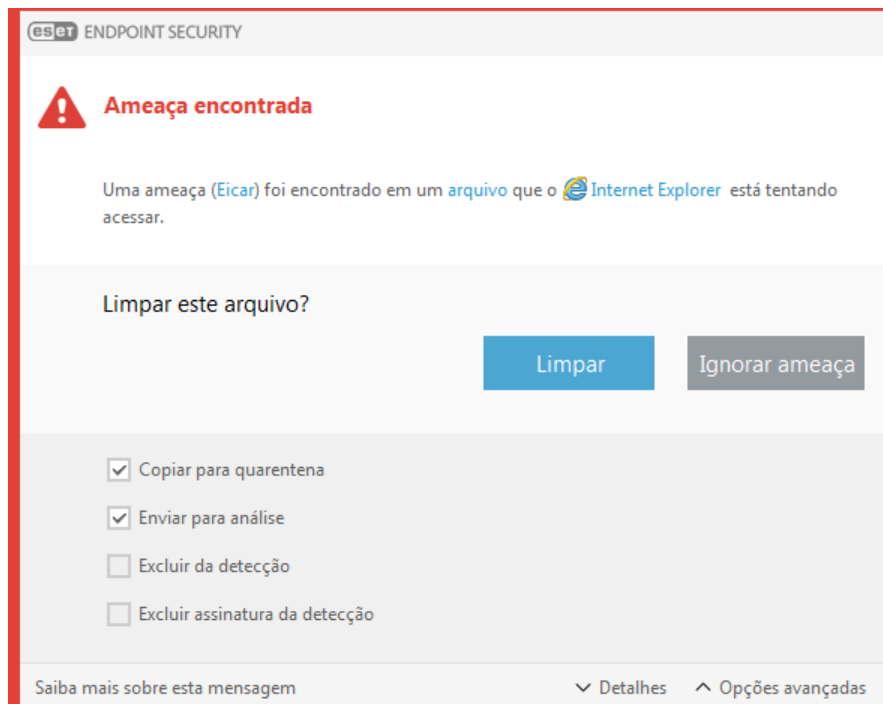 eset ENDPOINT SECURITY
Ameaça encontrada
Uma ameaça (Eicar) foi encontrado em um arquivo que o Internet Explorer está tentando
acessar.
Limpar este arquivo?
Limpar
Ignorar ameaça
Copiar para quarentena
Enviar para análise
Excluir da detecção
Excluir assinatura da detecção
Saiba mais sobre esta mensagem
Detalhes
Opções avançadas